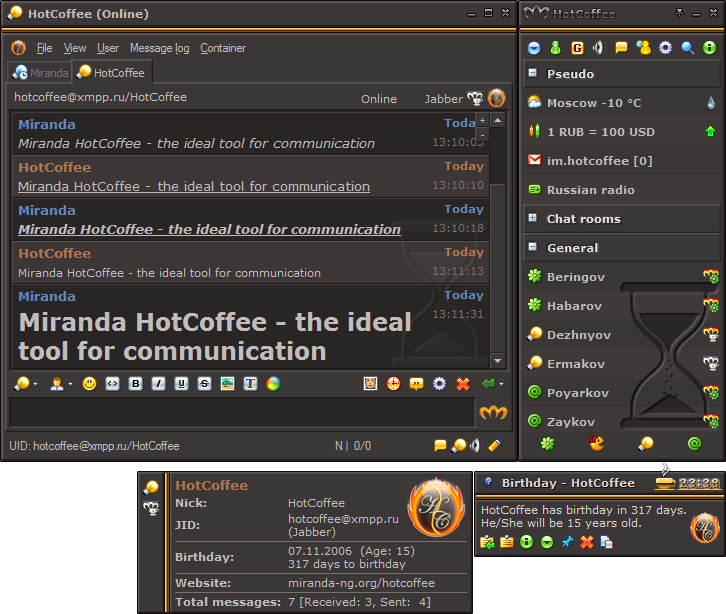 HotCoffee (Online)
File View User Message log Container
Miranda HotCoffee
hotcoffee@xmpp.ru/HotCoffee Online Jabber
Miranda Today
Miranda HotCoffee - the ideal tool for communication 13:10:03
HotCoffee Today
Miranda HotCoffee - the ideal tool for communication 13:10:10
Miranda Today
Miranda HotCoffee - the ideal tool for communication 13:10:18
HotCoffee Today
Miranda HotCoffee - the ideal tool for communication 13:11:13
Miranda Today
Miranda HotCoffee - the ideal 13:11:31
tool for communication
UID: hotcoffee@xmpp.ru/HotCoffee N | 0/0
HotCoffee
Pseudo
Moscow -10 °C
1 RUB = 100 USD
im.hotcoffee [0]
Russian radio
Chat rooms
General
Beringov
Habarov
Dezhnyov
Ermakov
Poyarkov
Zaykov
HotCoffee
Nick: HotCoffee
JID: hotcoffee@xmpp.ru
(Jabber)
Birthday: 07.11.2006 (Age: 15)
317 days to birthday
Website: miranda-ng.org/hotcoffee
Total messages: 7 [Received: 3, Sent: 4]
Birthday - HotCoffee 23:38
HotCoffee has birthday in 317 days.
He/She will be 15 years old.